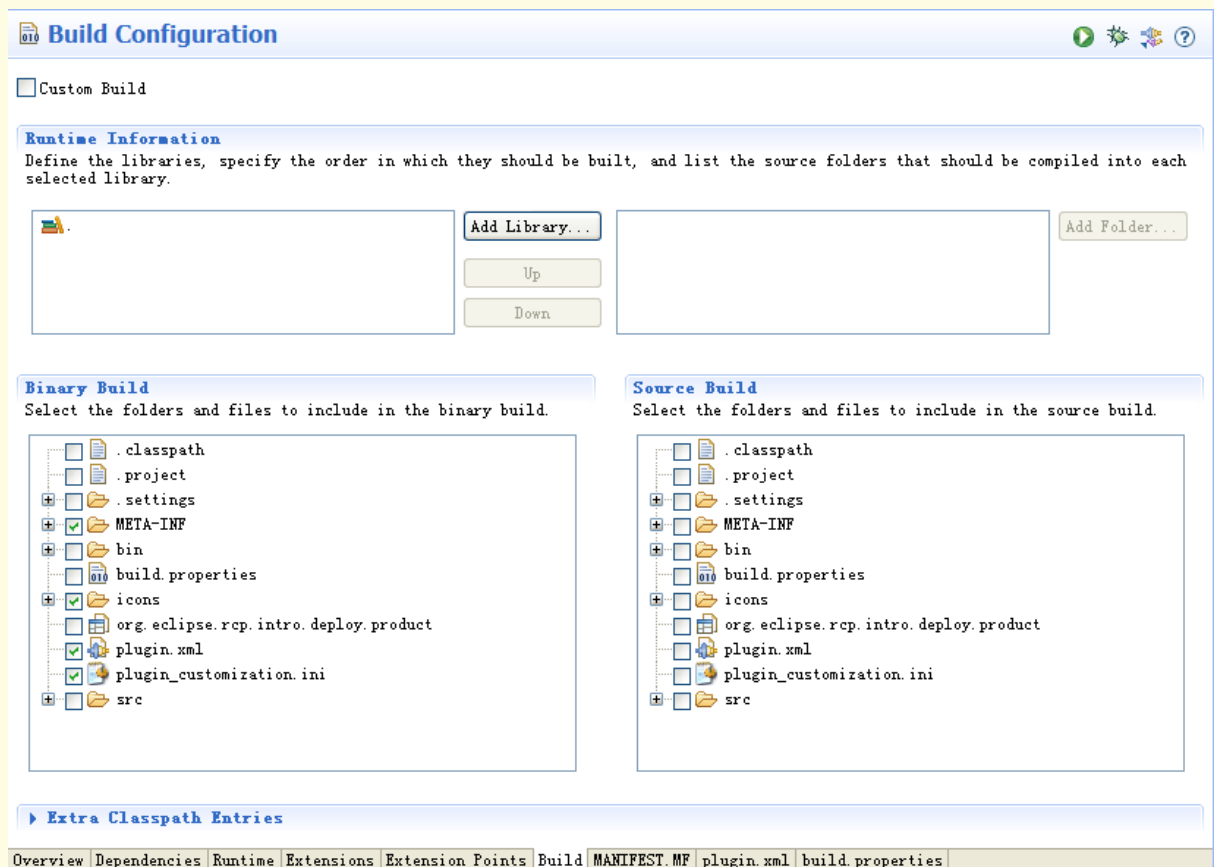 Build Configuration
Custom Build
Runtime Information
Define the libraries, specify the order in which they should be built, and list the source folders that should be compiled into each
selected library.
.
Add Library...
Add Folder...
Up
Down
Binary Build
Select the folders and files to include in the binary build.
.classpath
.project
.settings
META-INF
bin
build.properties
icons
org.eclipse.rcp.intro.deploy.product
plugin.xml
plugin_customization.ini
src
Source Build
Select the folders and files to include in the source build.
.classpath
.project
.settings
META-INF
bin
build.properties
icons
org.eclipse.rcp.intro.deploy.product
plugin.xml
plugin_customization.ini
src
Extra Classpath Entries
Overview Dependencies Runtime Extensions Extension Points Build MANIFEST.MF plugin.xml build.properties